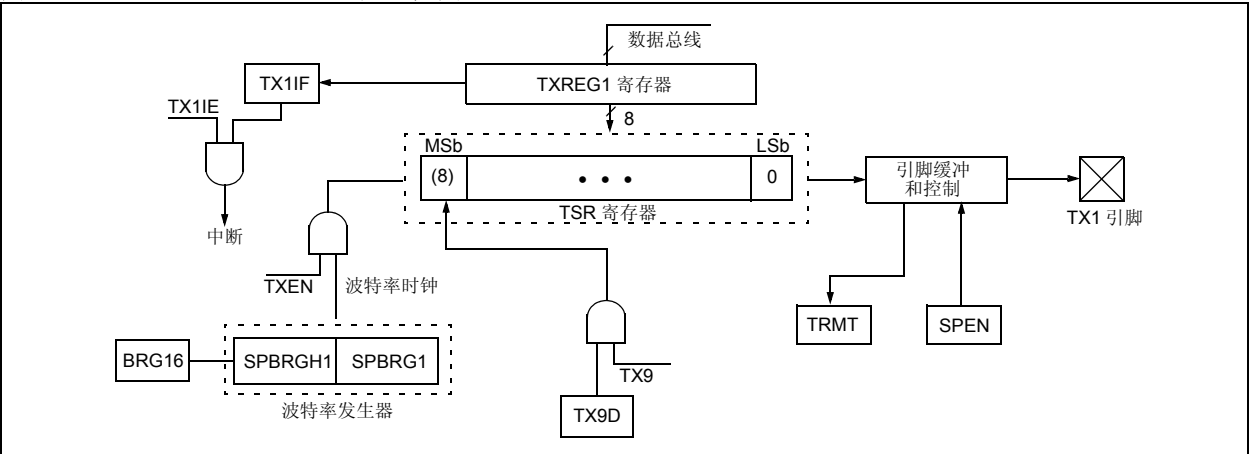 数据总线
TXREG1 寄存器
TX1IF
TX1IE
8
MSb
LSb
(8)
• • •
0
TSR 寄存器
引脚缓冲
和控制
TX1 引脚
中断
TXEN
波特率时钟
TRMT
SPEN
BRG16
SPBRGH1
SPBRG1
TX9
波特率发生器
TX9D